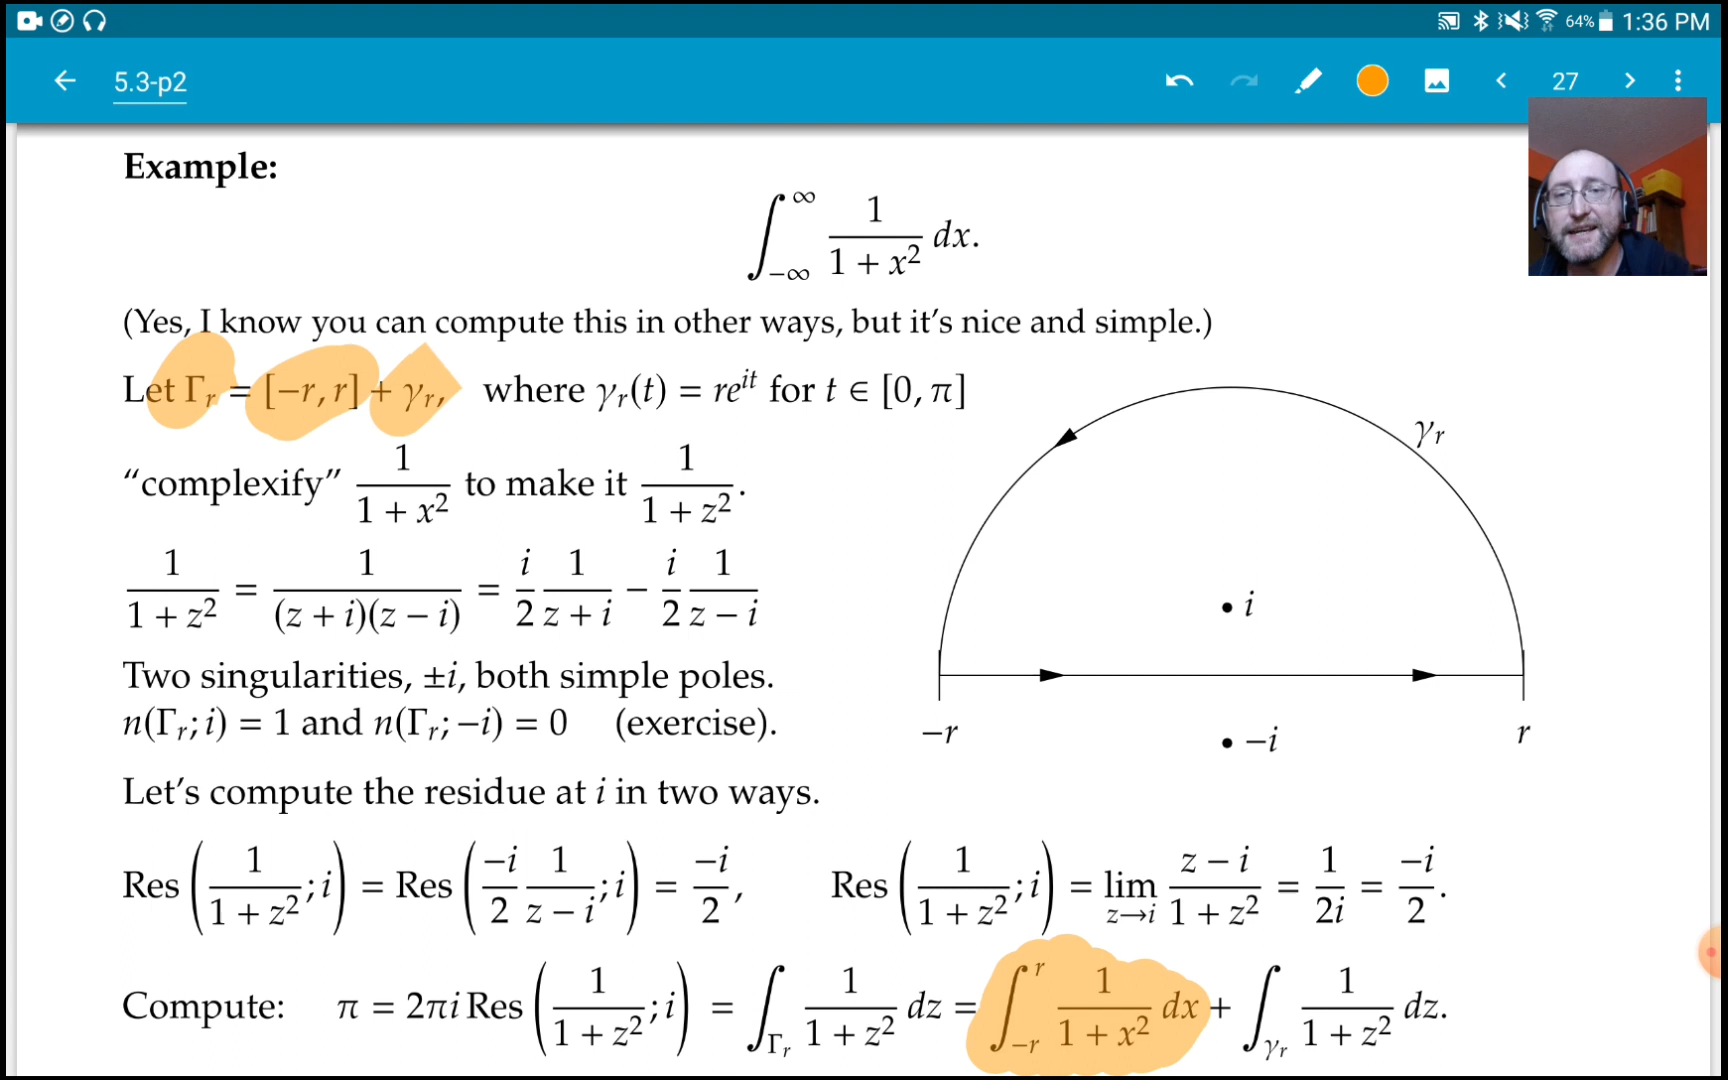 64% 1:36 PM
5.3-p2 27
Example:
∫_{−∞}^{∞} 1/(1 + x²) dx.
(Yes, I know you can compute this in other ways, but it’s nice and simple.)
Let Γ_r = [−r, r] + γ_r, where γ_r(t) = re^{it} for t ∈ [0, π]
“complexify” 1/(1 + x²) to make it 1/(1 + z²).
1/(1 + z²) = 1/((z + i)(z − i)) = i/2 1/(z + i) − i/2 1/(z − i)
Two singularities, ±i, both simple poles.
n(Γ_r; i) = 1 and n(Γ_r; −i) = 0 (exercise).
γ_r
i
−r r
−i
Let’s compute the residue at i in two ways.
Res (1/(1 + z²); i) = Res (−i/2 1/(z − i); i) = −i/2, Res (1/(1 + z²); i) = lim_{z→i} (z − i)/(1 + z²) = 1/(2i) = −i/2.
Compute: π = 2πi Res (1/(1 + z²); i) = ∫_{Γ_r} 1/(1 + z²) dz = ∫_{−r}^{r} 1/(1 + x²) dx + ∫_{γ_r} 1/(1 + z²) dz.